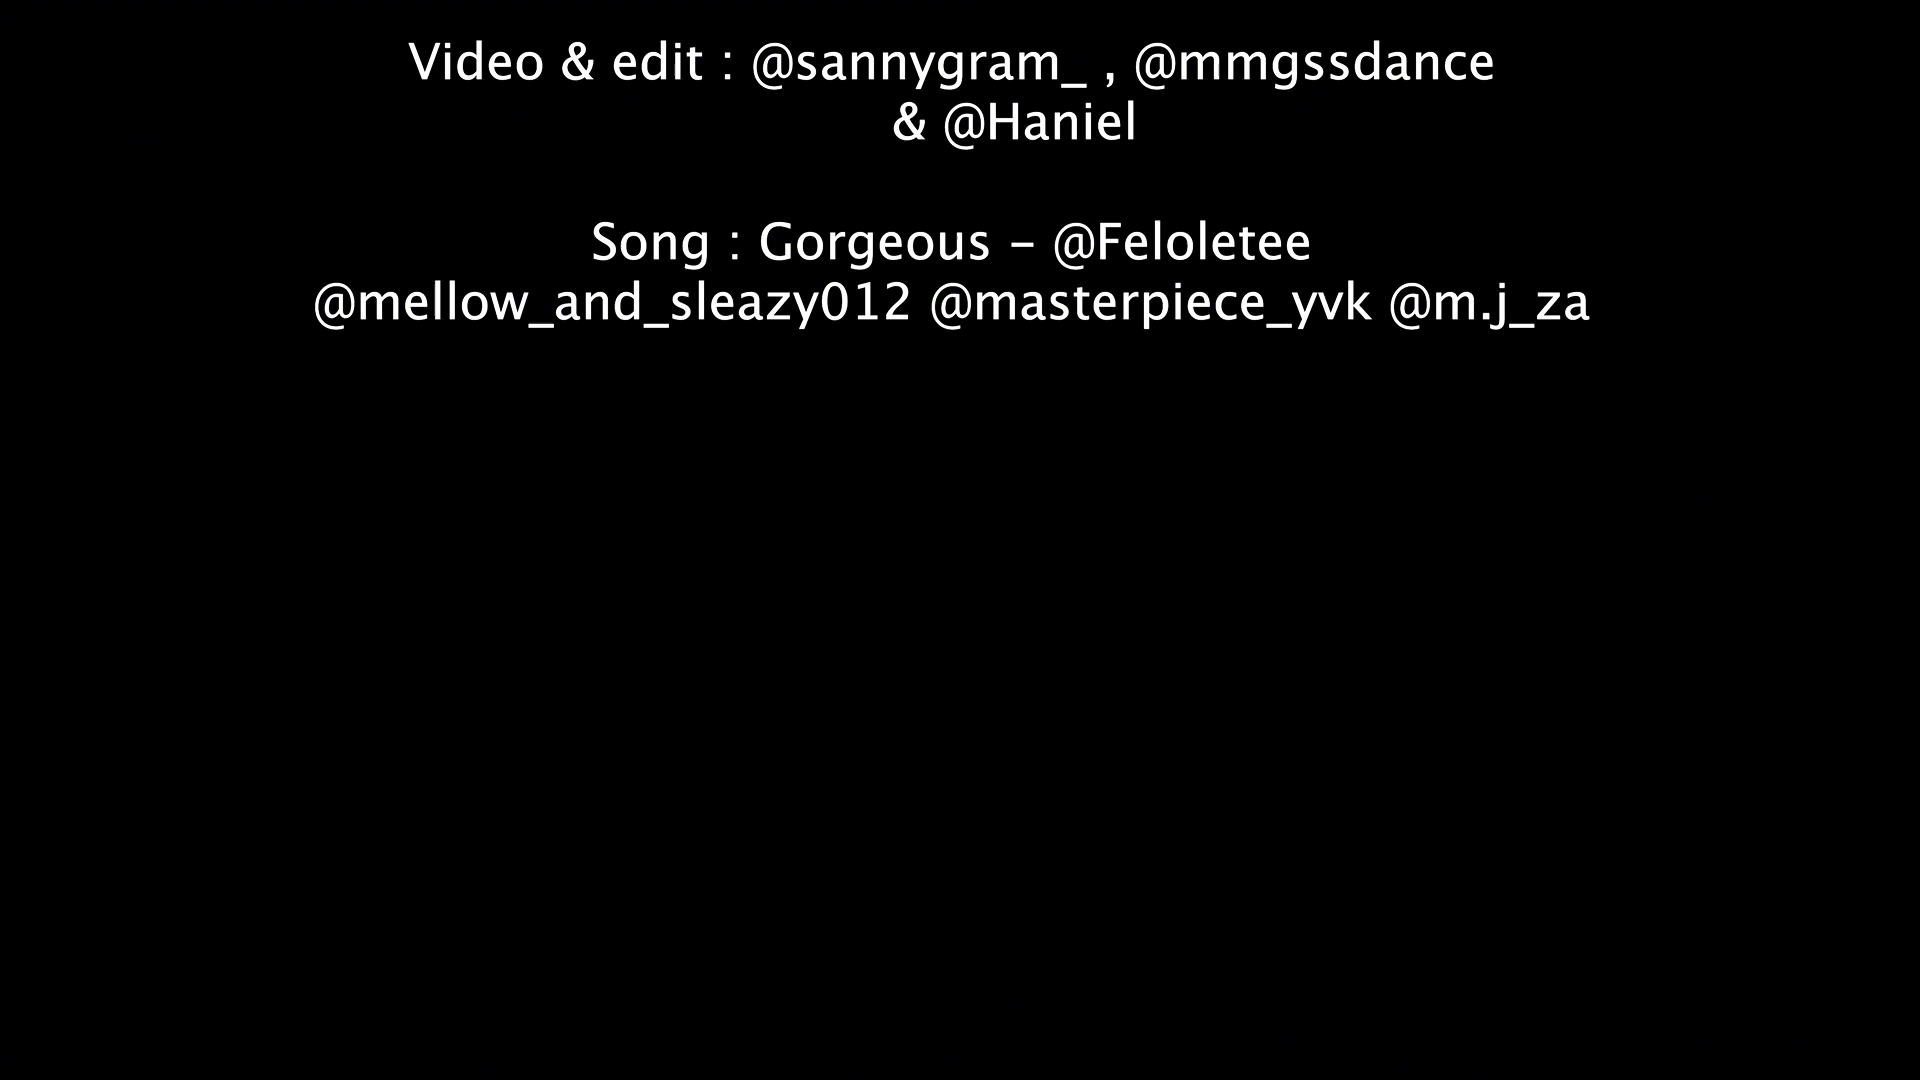 Video & edit : @sannygram_ , @mmgssdance
& @Haniel
Song : Gorgeous - @Feloletee
@mellow_and_sleazy012 @masterpiece_yvk @m.j_za